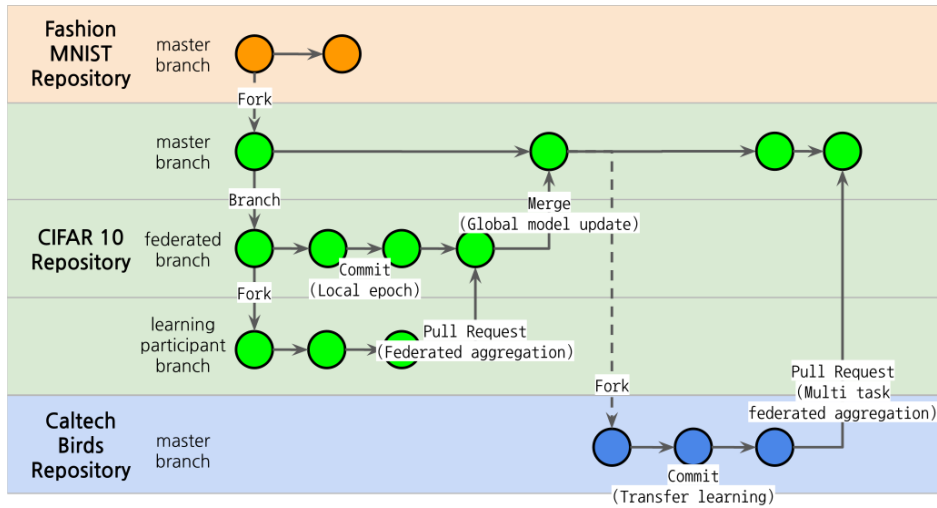 Fashion
MNIST
Repository
master
branch
Fork
master
branch
Branch
Merge
(Global model update)
CIFAR 10
Repository
federated
branch
Commit
(Local epoch)
Fork
learning
participant
branch
Pull Request
(Federated aggregation)
Fork
Pull Request
(Multi task
federated aggregation)
Caltech
Birds
Repository
master
branch
Commit
(Transfer learning)